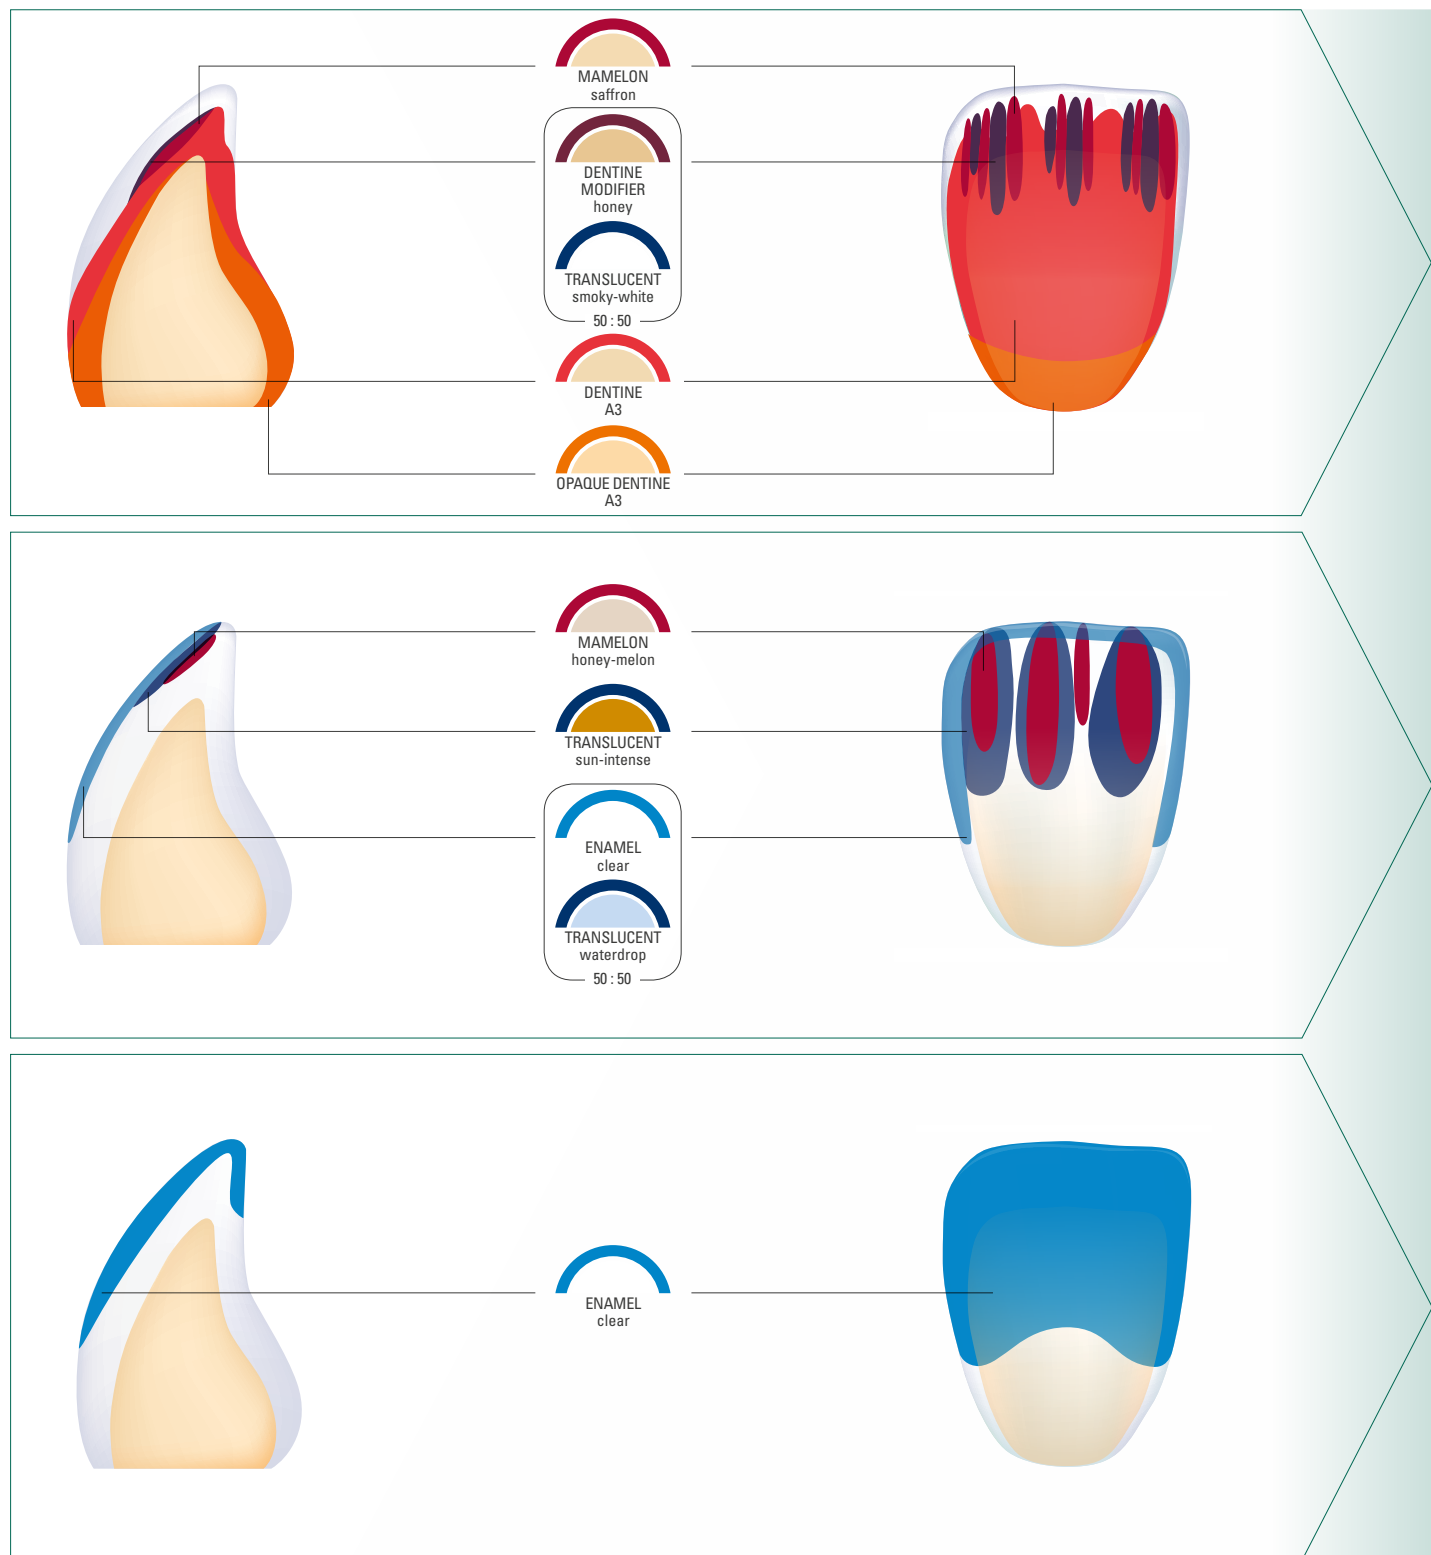 MAMELON
saffron
DENTINE
MODIFIER
honey
TRANSLUCENT
smoky-white
50 : 50
DENTINE
A3
OPAQUE DENTINE
A3
MAMELON
honey-melon
TRANSLUCENT
sun-intense
ENAMEL
clear
TRANSLUCENT
waterdrop
50 : 50
ENAMEL
clear